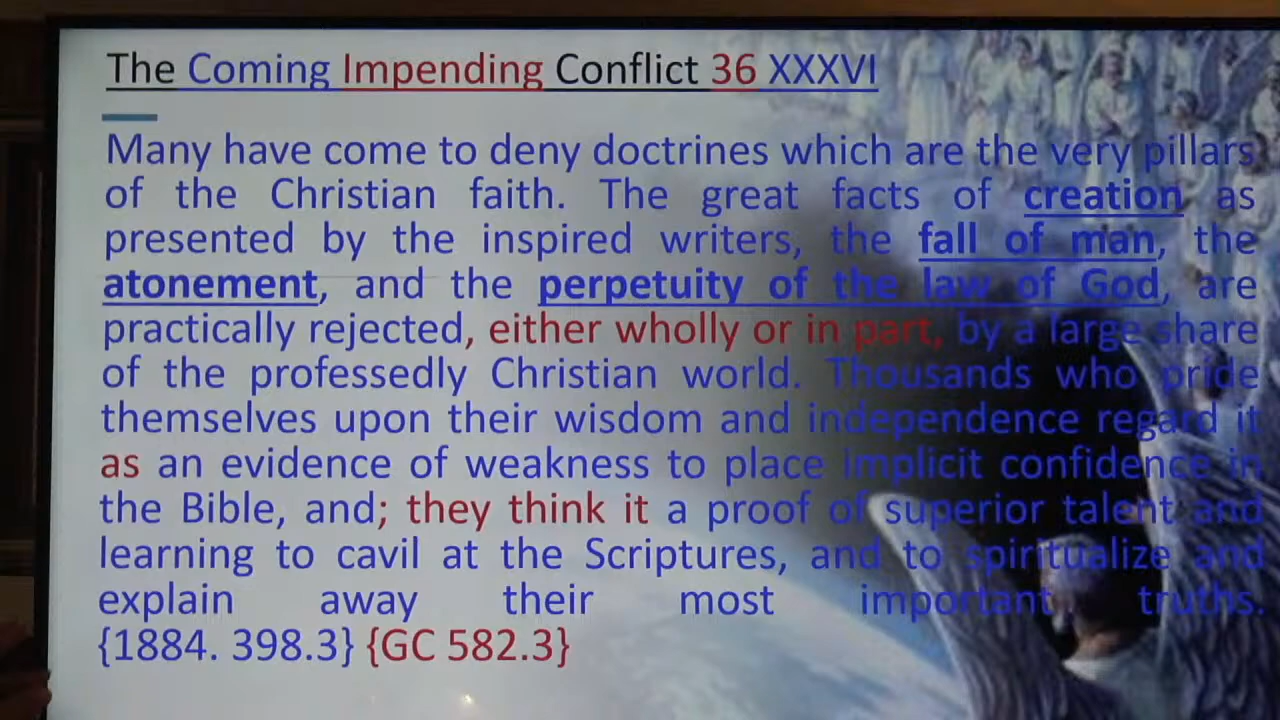 The Coming Impending Conflict 36 XXXVI
Many have come to deny doctrines which are the very pillars
of the Christian faith. The great facts of creation as
presented by the inspired writers, the fall of man, the
atonement, and the perpetuity of the law of God, are
practically rejected, either wholly or in part, by a large share
of the professedly Christian world. Thousands who pride
themselves upon their wisdom and independence regard it
as an evidence of weakness to place implicit confidence in
the Bible, and; they think it a proof of superior talent and
learning to cavil at the Scriptures, and to spiritualize and
explain away their most important truths.
{1884. 398.3} {GC 582.3}